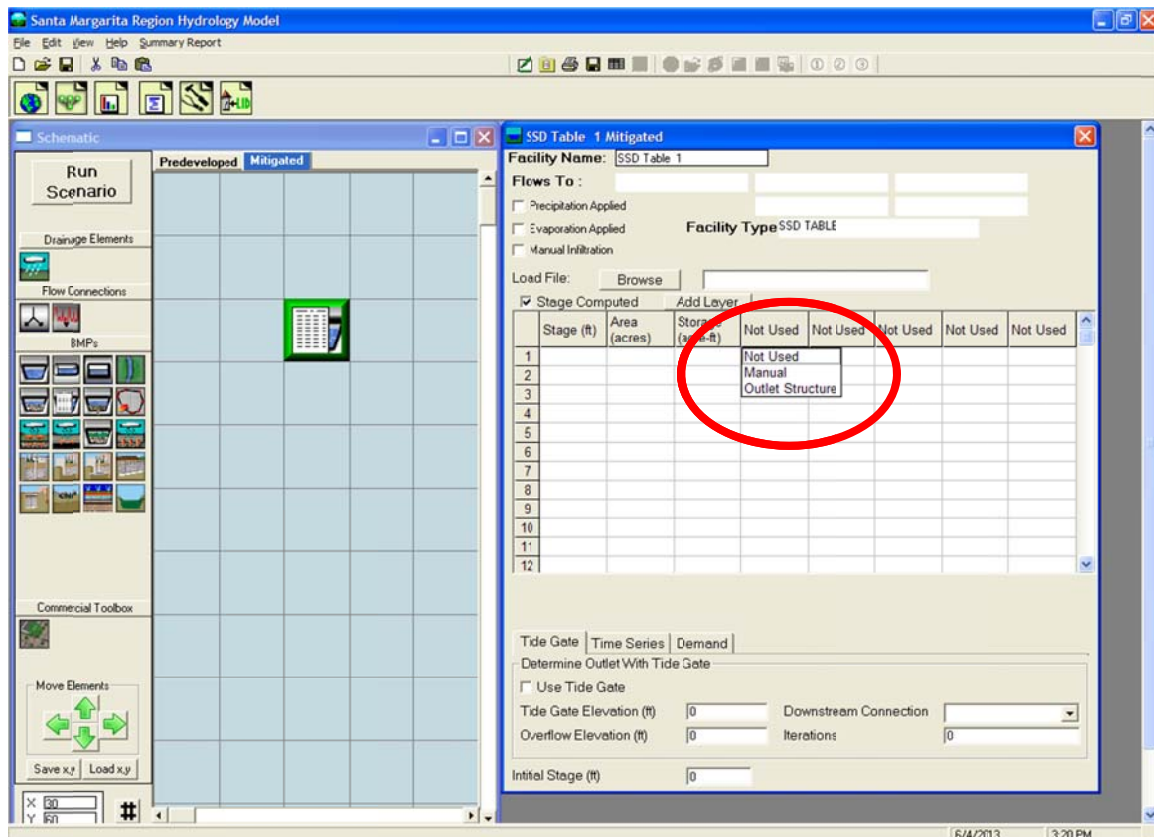 Santa Margarita Region Hydrology Model
File Edit View Help Summary Report
Schematic
Run
Scenario
Predeveloped Mitigated
Drainage Elements
Flow Connections
BMPs
Commercial Toolbox
Move Elements
Save x,y Load x,y
X 30
Y 60
#
SSD Table 1 Mitigated
Facility Name: SSD Table 1
Flows To :
Precipitation Applied
Evaporation Applied Facility Type SSD TABLE
Manual Infiltration
Load File: Browse
Stage Computed Add Layer
Stage (ft) Area (acres) Storage (acre-ft) Not Used Not Used Not Used Not Used Not Used
1 Not Used
2 Manual
3 Outlet Structure
4
5
6
7
8
9
10
11
12
Tide Gate Time Series Demand
Determine Outlet With Tide Gate
Use Tide Gate
Tide Gate Elevation (ft) 0 Downstream Connection
Overflow Elevation (ft) 0 Iterations 0
Intitial Stage (ft) 0
6/4/2013 3:20 PM